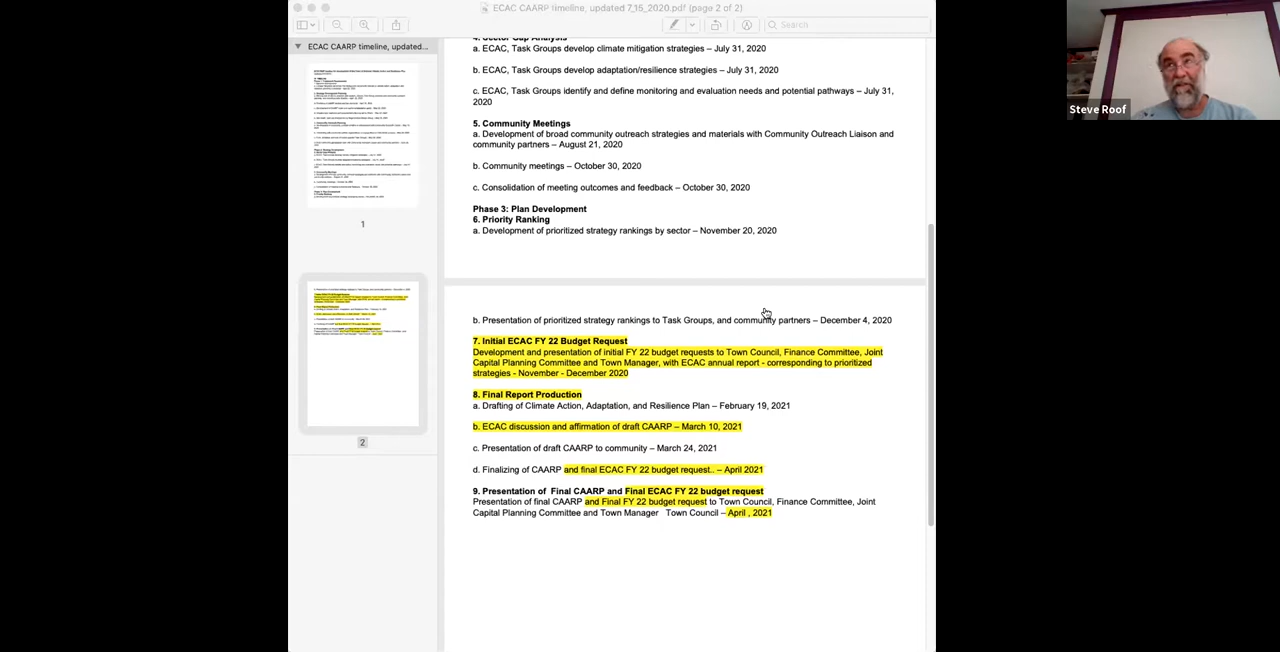 ECAC CAARP timeline, updated 7_15_2020.pdf (page 2 of 2)
Search
ECAC CAARP timeline, updated...
1
2
4. Sector Gap Analysis
a. ECAC, Task Groups develop climate mitigation strategies – July 31, 2020
b. ECAC, Task Groups develop adaptation/resilience strategies – July 31, 2020
c. ECAC, Task Groups identify and define monitoring and evaluation needs and potential pathways – July 31,
2020
5. Community Meetings
a. Development of broad community outreach strategies and materials with Community Outreach Liaison and
community partners – August 21, 2020
b. Community meetings – October 30, 2020
c. Consolidation of meeting outcomes and feedback – October 30, 2020
Phase 3: Plan Development
6. Priority Ranking
a. Development of prioritized strategy rankings by sector – November 20, 2020
b. Presentation of prioritized strategy rankings to Task Groups, and community partners – December 4, 2020
7. Initial ECAC FY 22 Budget Request
Development and presentation of initial FY 22 budget requests to Town Council, Finance Committee, Joint
Capital Planning Committee and Town Manager, with ECAC annual report - corresponding to prioritized
strategies - November - December 2020
8. Final Report Production
a. Drafting of Climate Action, Adaptation, and Resilience Plan – February 19, 2021
b. ECAC discussion and affirmation of draft CAARP – March 10, 2021
c. Presentation of draft CAARP to community – March 24, 2021
d. Finalizing of CAARP and final ECAC FY 22 budget request.. – April 2021
9. Presentation of Final CAARP and Final ECAC FY 22 budget request
Presentation of final CAARP and Final FY 22 budget request to Town Council, Finance Committee, Joint
Capital Planning Committee and Town Manager Town Council – April , 2021
Steve Roof